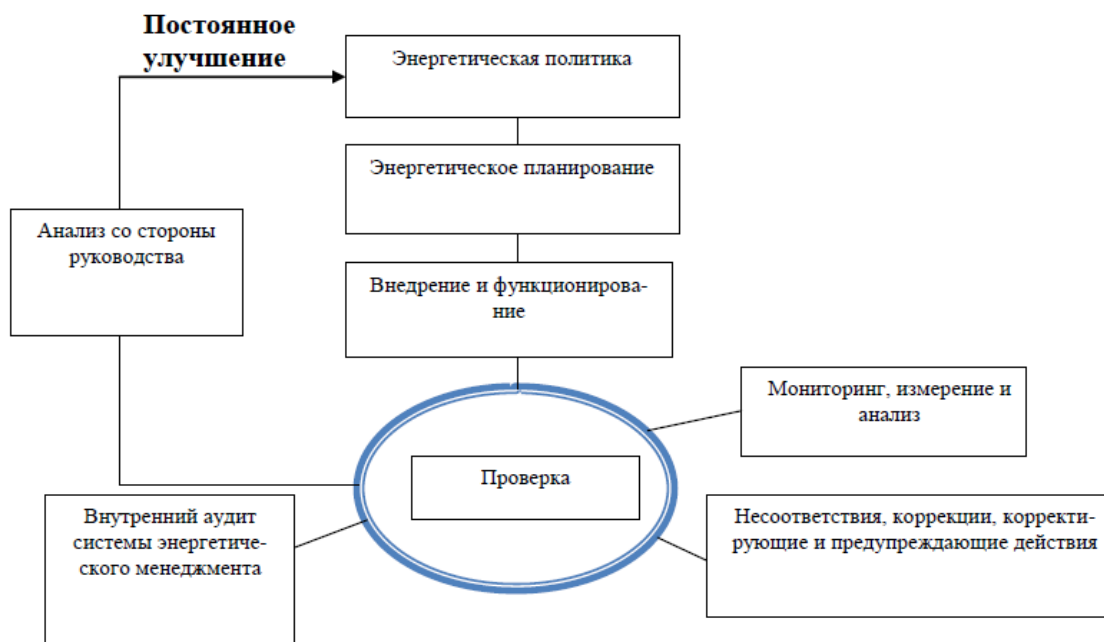 Постоянное
улучшение
Энергетическая политика
Энергетическое планирование
Анализ со стороны
руководства
Внедрение и функционирова-
ние
Мониторинг, измерение и
анализ
Проверка
Внутренний аудит
системы энергетиче-
ского менеджмента
Несоответствия, коррекции, корректи-
рующие и предупреждающие действия